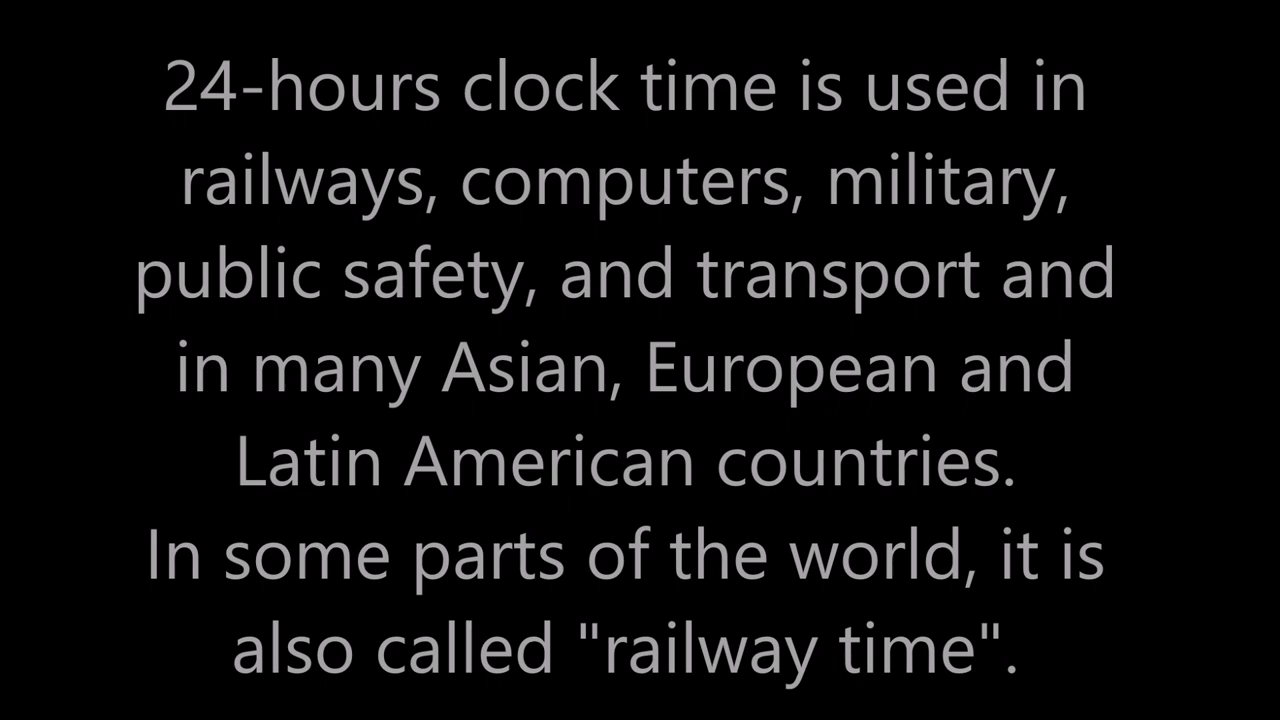 24-hours clock time is used in
railways, computers, military,
public safety, and transport and
in many Asian, European and
Latin American countries.
In some parts of the world, it is
also called "railway time".